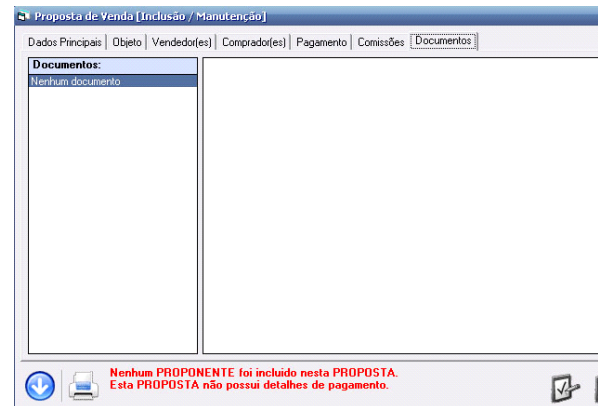 Proposta de Venda [Inclusão / Manutenção]
Dados Principais Objeto Vendedor(es) Comprador(es) Pagamento Comissões Documentos
Documentos:
Nenhum documento
Nenhum PROPONENTE foi incluido nesta PROPOSTA.
Esta PROPOSTA não possui detalhes de pagamento.